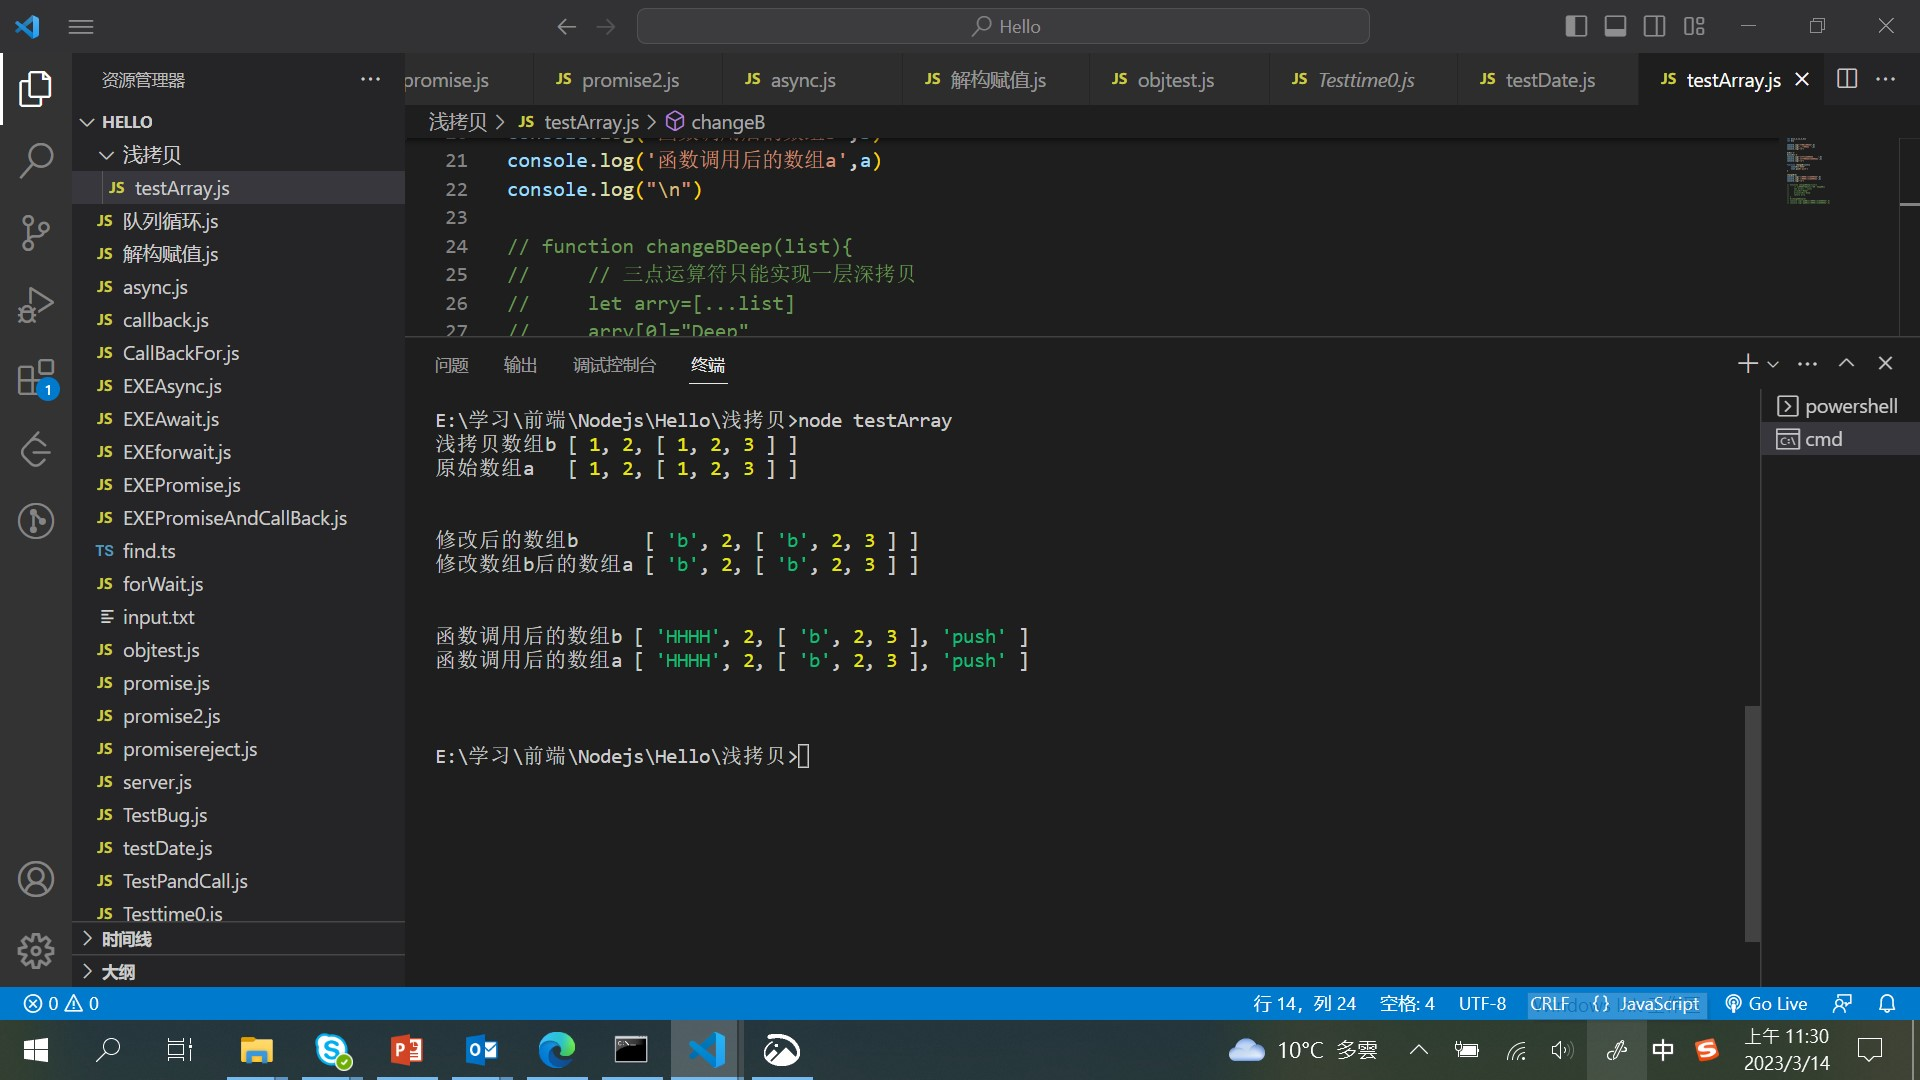 Hello
资源管理器
promise.js
JS promise2.js
JS async.js
JS 解构赋值.js
JS objtest.js
JS Testtime0.js
JS testDate.js
JS testArray.js
浅拷贝 > JS testArray.js > changeB
HELLO
浅拷贝
JS testArray.js
JS 队列循环.js
JS 解构赋值.js
JS async.js
JS callback.js
JS CallBackFor.js
JS EXEAsync.js
JS EXEAwait.js
JS EXEforwait.js
JS EXEPromise.js
JS EXEPromiseAndCallBack.js
TS find.ts
JS forWait.js
input.txt
JS objtest.js
JS promise.js
JS promise2.js
JS promisereject.js
JS server.js
JS TestBug.js
JS testDate.js
JS TestPandCall.js
JS Testtime0.js
时间线
大纲
21 console.log('函数调用后的数组a',a)
22 console.log("\n")
23
24 // function changeBDeep(list){
25 //     // 三点运算符只能实现一层深拷贝
26 //     let arry=[...list]
27 //     arry[0]="Deep"
问题 输出 调试控制台 终端
powershell
cmd
E:\学习\前端\Nodejs\Hello\浅拷贝>node testArray
浅拷贝数组b [ 1, 2, [ 1, 2, 3 ] ]
原始数组a   [ 1, 2, [ 1, 2, 3 ] ]
修改后的数组b      [ 'b', 2, [ 'b', 2, 3 ] ]
修改数组b后的数组a [ 'b', 2, [ 'b', 2, 3 ] ]
函数调用后的数组b [ 'HHHH', 2, [ 'b', 2, 3 ], 'push' ]
函数调用后的数组a [ 'HHHH', 2, [ 'b', 2, 3 ], 'push' ]
E:\学习\前端\Nodejs\Hello\浅拷贝>
1
0 0
行 14，列 24 空格: 4 UTF-8 CRLF {} JavaScript Go Live
10°C 多雲
中
上午 11:30
2023/3/14